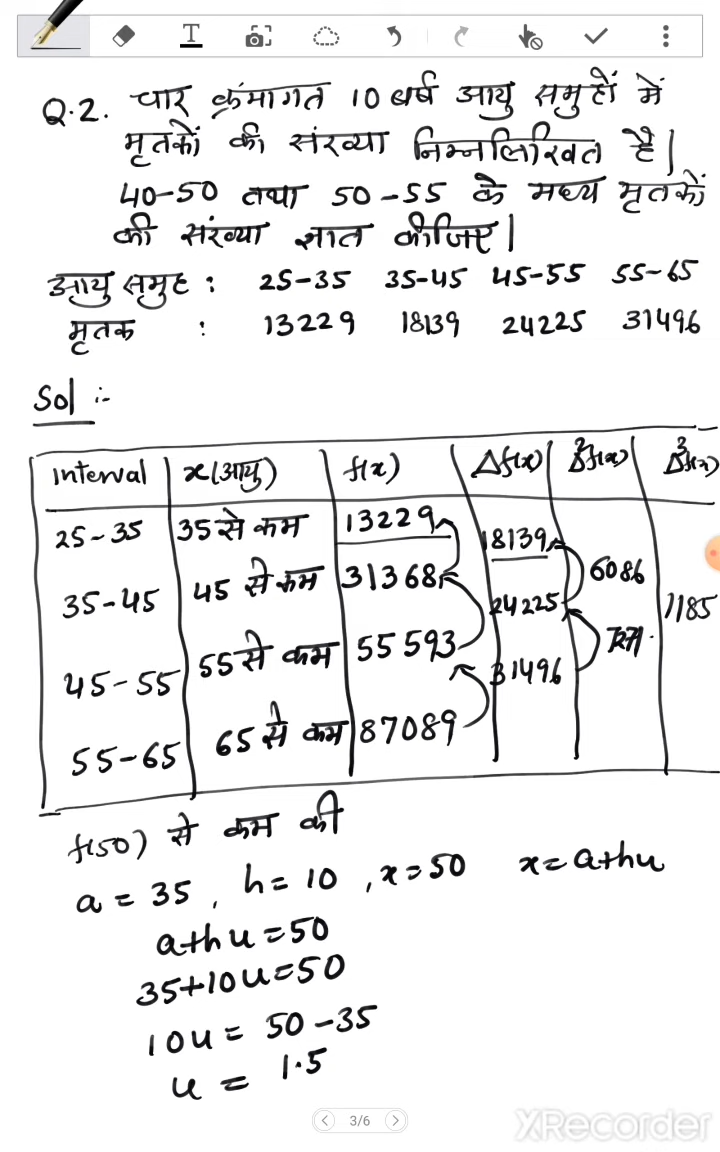 T
Q.2. चार क्रमागत 10 वर्ष आयु समुहों में
मृतकों की संख्या निम्नलिखित है|
40-50 तथा 50-55 के मध्य मृतकों
की संख्या ज्ञात कीजिए|
आयु समुह : 25-35 35-45 45-55 55-65
मृतक : 13229 18139 24225 31496
Sol :-
Interval x(आयु) f(x) Δf(x) Δ²f(x) Δ³f(x)
25-35 35 से कम 13229 18139
35-45 45 से कम 31368 24225 6086 1185
45-55 55 से कम 55593 31496 7271
55-65 65 से कम 87089
f(50) से कम की
a = 35, h = 10, x = 50 x = a+hu
a+hu = 50
35+10u = 50
10u = 50-35
u = 1.5
3/6
XRecorder